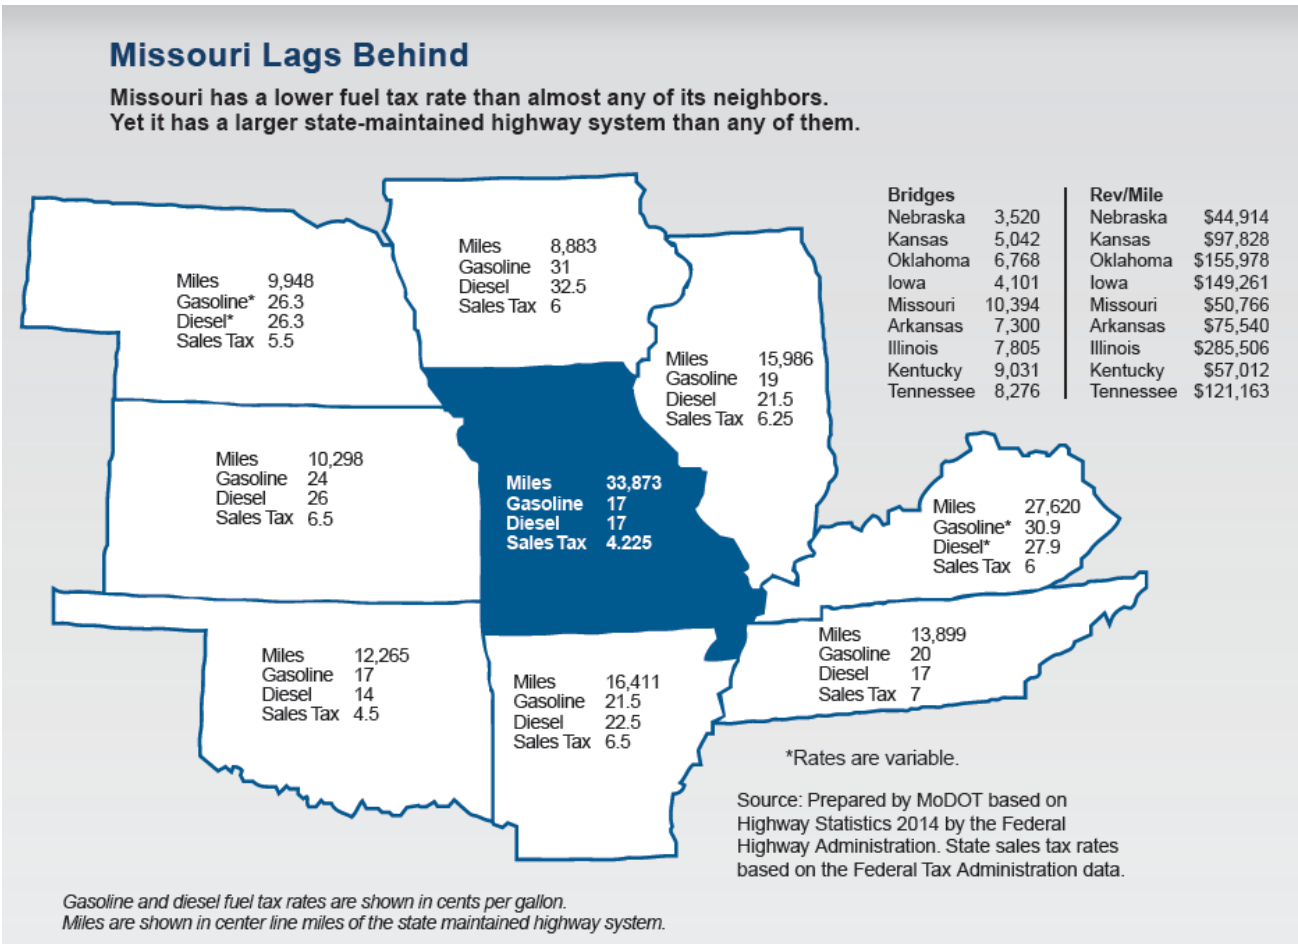 Missouri Lags Behind
Missouri has a lower fuel tax rate than almost any of its neighbors.
Yet it has a larger state-maintained highway system than any of them.
Bridges
Nebraska 3,520
Kansas 5,042
Oklahoma 6,768
Iowa 4,101
Missouri 10,394
Arkansas 7,300
Illinois 7,805
Kentucky 9,031
Tennessee 8,276
Rev/Mile
Nebraska $44,914
Kansas $97,828
Oklahoma $155,978
Iowa $149,261
Missouri $50,766
Arkansas $75,540
Illinois $285,506
Kentucky $57,012
Tennessee $121,163
Miles 9,948
Gasoline* 26.3
Diesel* 26.3
Sales Tax 5.5
Miles 8,883
Gasoline 31
Diesel 32.5
Sales Tax 6
Miles 15,986
Gasoline 19
Diesel 21.5
Sales Tax 6.25
Miles 10,298
Gasoline 24
Diesel 26
Sales Tax 6.5
Miles 33,873
Gasoline 17
Diesel 17
Sales Tax 4.225
Miles 27,620
Gasoline* 30.9
Diesel* 27.9
Sales Tax 6
Miles 12,265
Gasoline 17
Diesel 14
Sales Tax 4.5
Miles 16,411
Gasoline 21.5
Diesel 22.5
Sales Tax 6.5
Miles 13,899
Gasoline 20
Diesel 17
Sales Tax 7
*Rates are variable.
Source: Prepared by MoDOT based on
Highway Statistics 2014 by the Federal
Highway Administration. State sales tax rates
based on the Federal Tax Administration data.
Gasoline and diesel fuel tax rates are shown in cents per gallon.
Miles are shown in center line miles of the state maintained highway system.